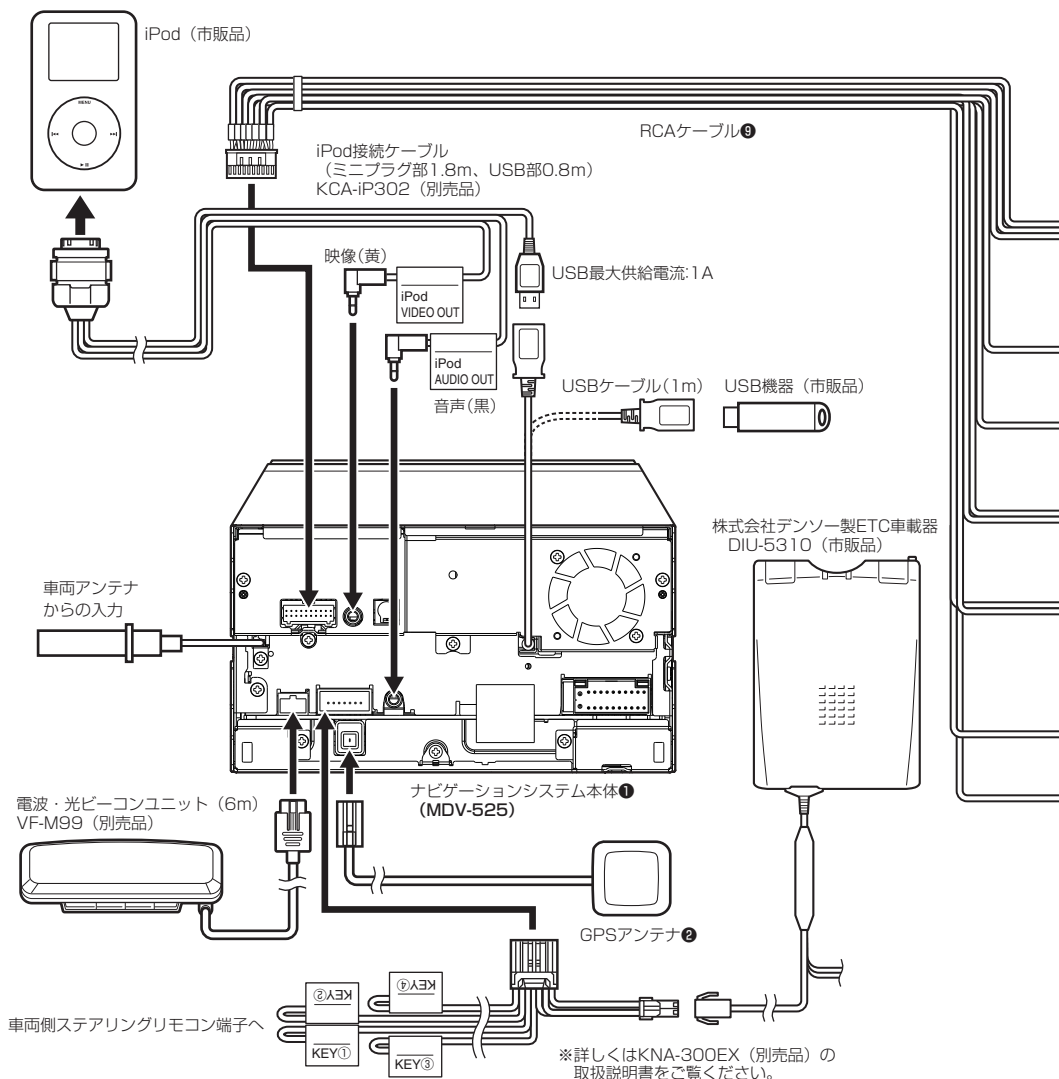 iPod（市販品）
MENU
RCAケーブル❾
iPod接続ケーブル
（ミニプラグ部1.8m、USB部0.8m）
KCA-iP302（別売品）
映像（黄）
USB最大供給電流:1A
iPod
VIDEO OUT
iPod
AUDIO OUT
音声（黒）
USBケーブル（1m）
USB機器（市販品）
株式会社デンソー製ETC車載器
DIU-5310（市販品）
車両アンテナ
からの入力
ナビゲーションシステム本体❶
（MDV-525）
電波・光ビーコンユニット（6m）
VF-M99（別売品）
GPSアンテナ❷
KEY②
KEY④
車両側ステアリングリモコン端子へ
KEY①
KEY③
※詳しくはKNA-300EX（別売品）の
取扱説明書をご覧ください。